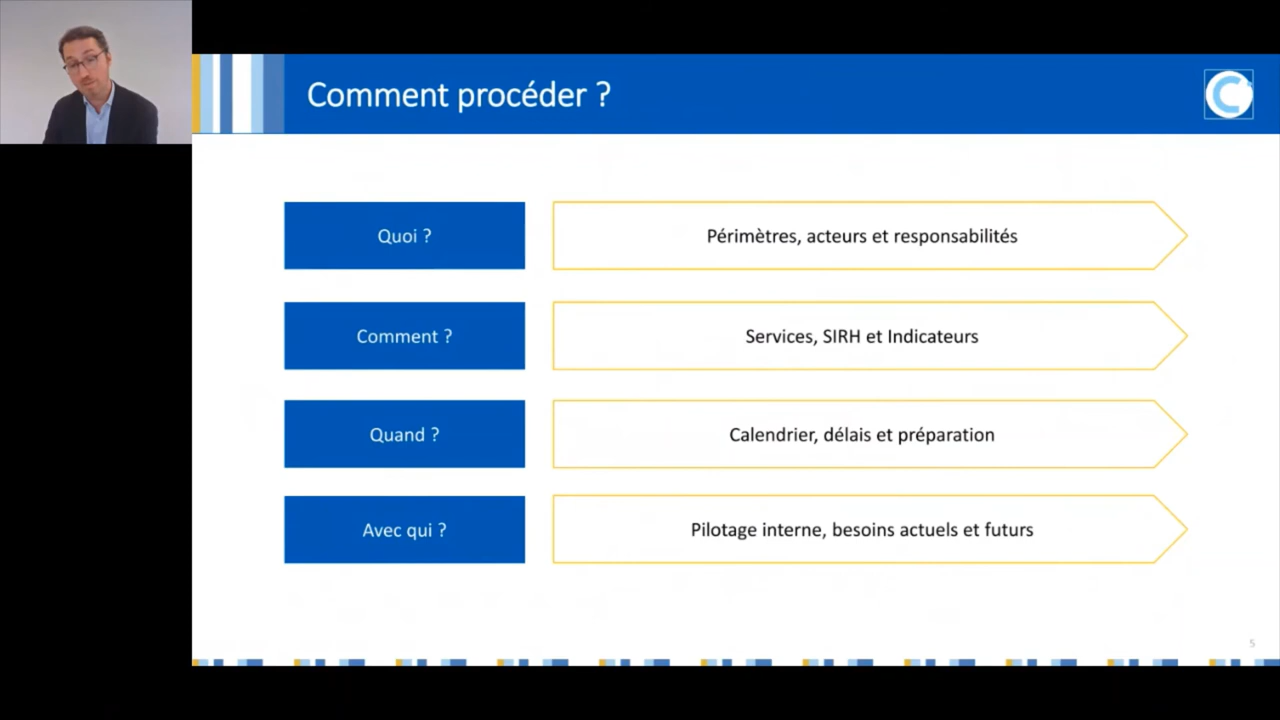 Comment procéder ?
Quoi ?
Périmètres, acteurs et responsabilités
Comment ?
Services, SIRH et Indicateurs
Quand ?
Calendrier, délais et préparation
Avec qui ?
Pilotage interne, besoins actuels et futurs
5